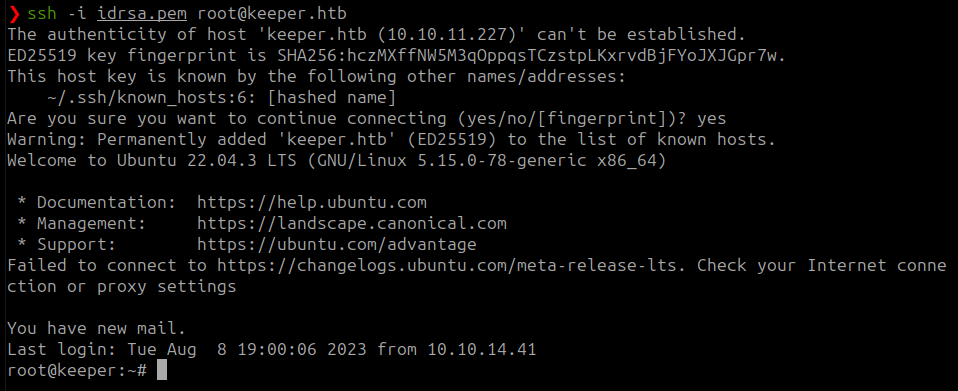 ❯ ssh -i idrsa.pem root@keeper.htb
The authenticity of host 'keeper.htb (10.10.11.227)' can't be established.
ED25519 key fingerprint is SHA256:hczMXffNW5M3qOppqsTCzstpLKxrvdBjFYoJXJGpr7w.
This host key is known by the following other names/addresses:
    ~/.ssh/known_hosts:6: [hashed name]
Are you sure you want to continue connecting (yes/no/[fingerprint])? yes
Warning: Permanently added 'keeper.htb' (ED25519) to the list of known hosts.
Welcome to Ubuntu 22.04.3 LTS (GNU/Linux 5.15.0-78-generic x86_64)

 * Documentation:  https://help.ubuntu.com
 * Management:     https://landscape.canonical.com
 * Support:        https://ubuntu.com/advantage
Failed to connect to https://changelogs.ubuntu.com/meta-release-lts. Check your Internet conne
ction or proxy settings

You have new mail.
Last login: Tue Aug  8 19:00:06 2023 from 10.10.14.41
root@keeper:~#